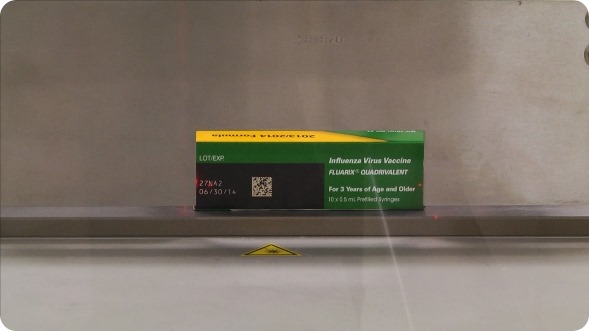 2013/2014 Formula
LOT/EXP.
27NA2
06/30/14
Influenza Virus Vaccine
FLUARIX® QUADRIVALENT
For 3 Years of Age and Older
10 x 0.5 mL Prefilled Syringes